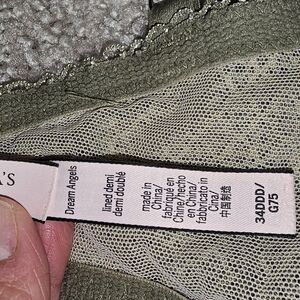 A'S
Dream Angels
lined demi
demi doublé
made in
China/
fabriqué en
Chine/hecho
en China/
fabbricato in
Cina/
中国制造
34DDD/
G75